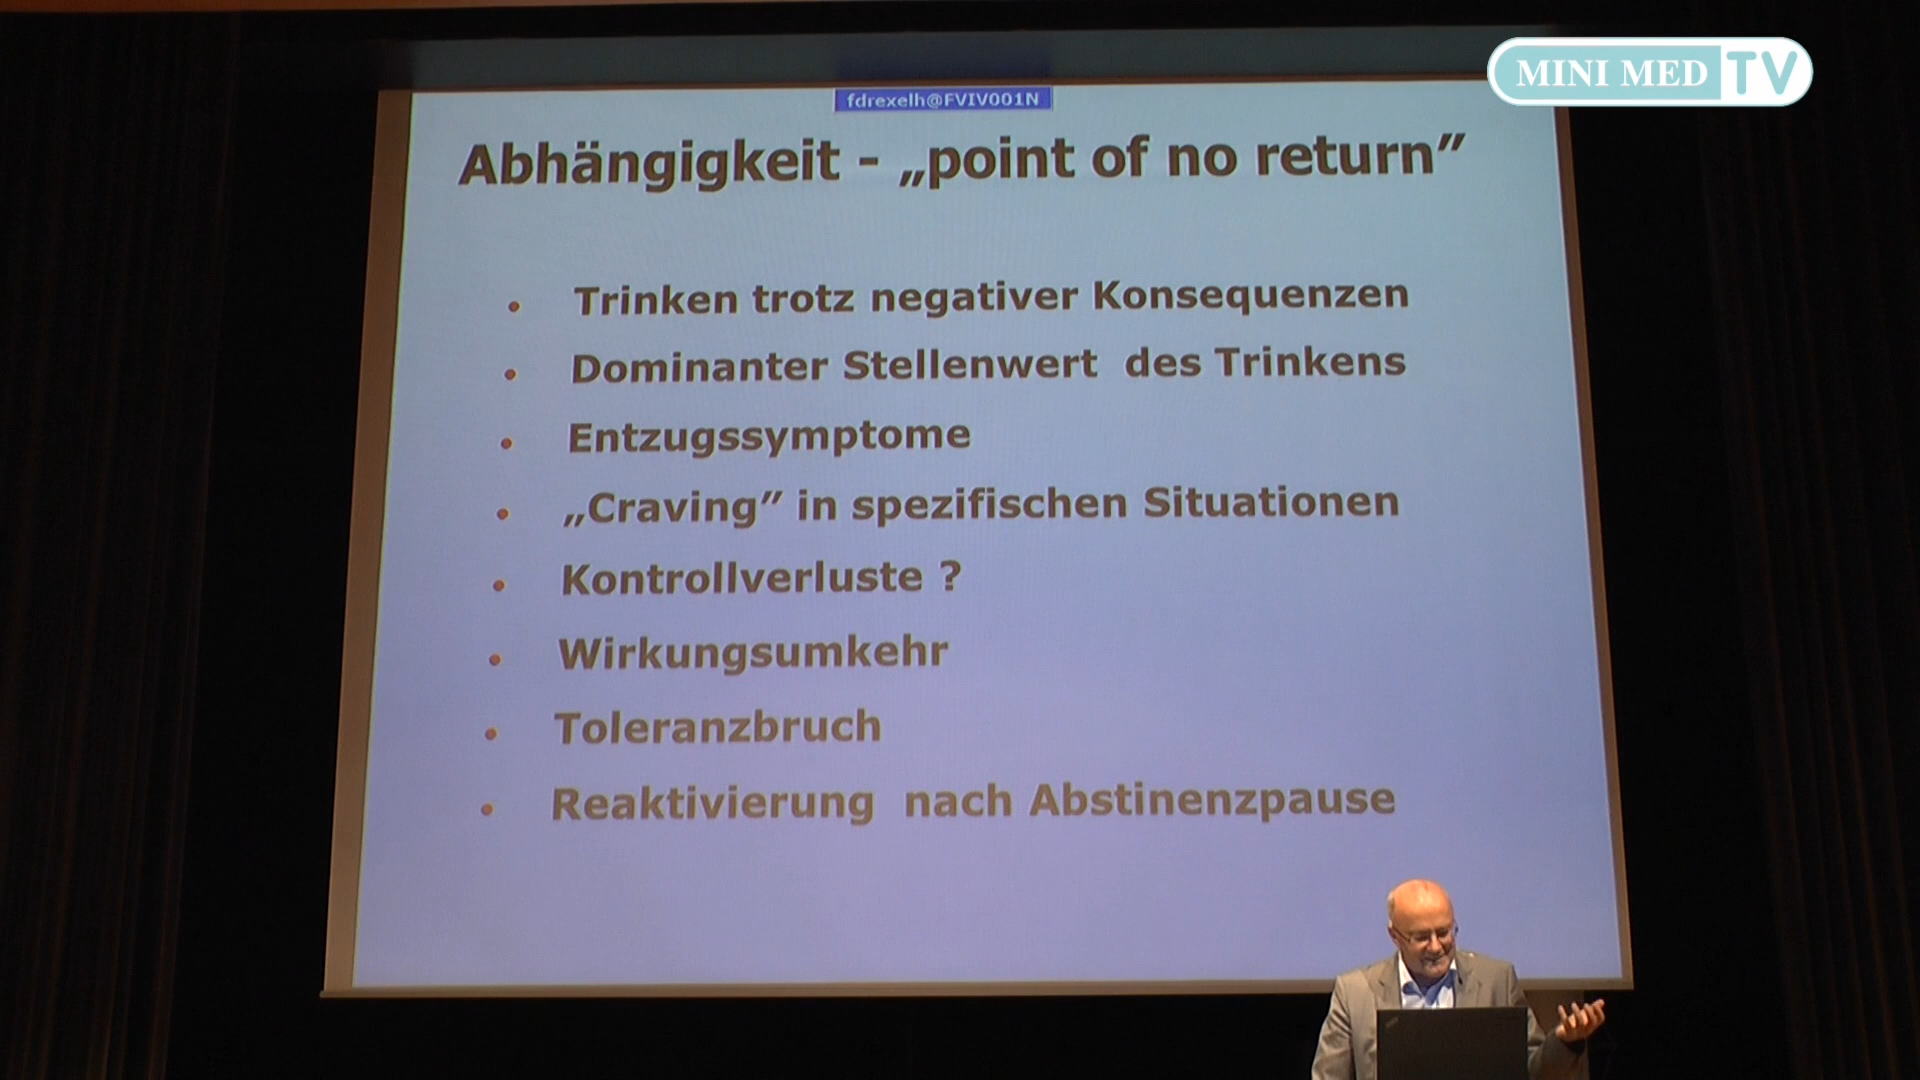 MINI MED TV
fdrexelh@FVIV001N
Abhängigkeit - „point of no return”
• Trinken trotz negativer Konsequenzen
• Dominanter Stellenwert des Trinkens
• Entzugssymptome
• „Craving” in spezifischen Situationen
• Kontrollverluste ?
• Wirkungsumkehr
• Toleranzbruch
• Reaktivierung nach Abstinenzpause